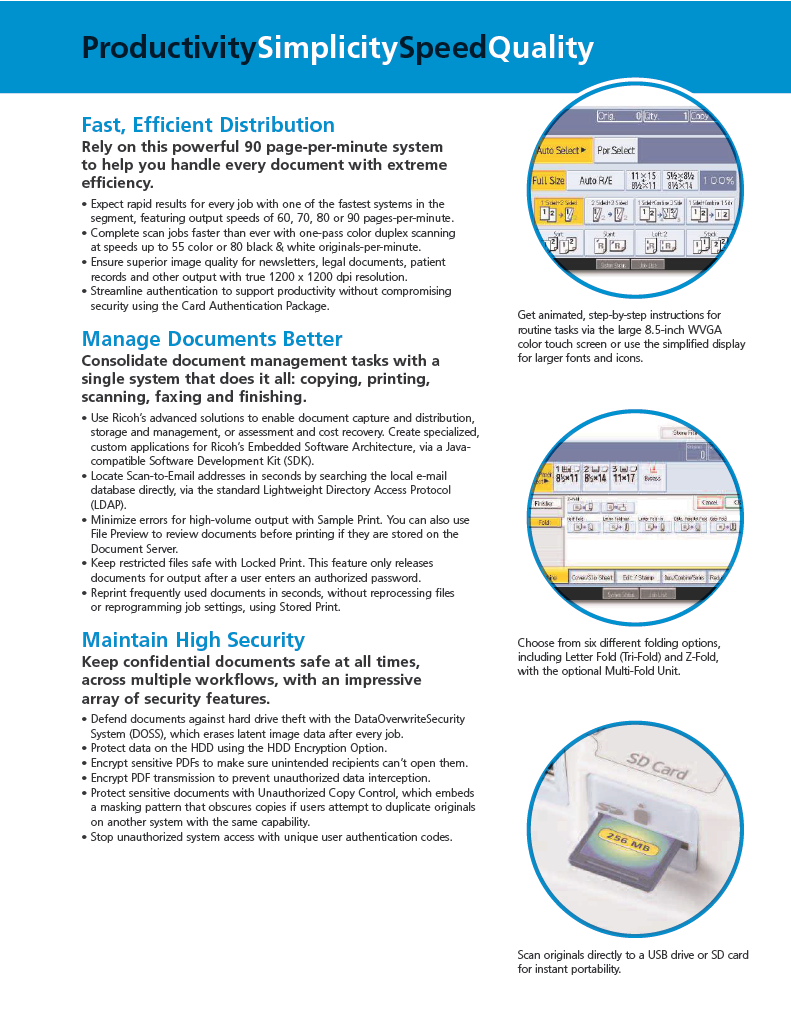 ProductivitySimplicitySpeedQuality
Fast, Efficient Distribution
Rely on this powerful 90 page-per-minute system
to help you handle every document with extreme
efficiency.
• Expect rapid results for every job with one of the fastest systems in the
segment, featuring output speeds of 60, 70, 80 or 90 pages-per-minute.
• Complete scan jobs faster than ever with one-pass color duplex scanning
at speeds up to 55 color or 80 black & white originals-per-minute.
• Ensure superior image quality for newsletters, legal documents, patient
records and other output with true 1200 x 1200 dpi resolution.
• Streamline authentication to support productivity without compromising
security using the Card Authentication Package.
Manage Documents Better
Consolidate document management tasks with a
single system that does it all: copying, printing,
scanning, faxing and finishing.
• Use Ricoh's advanced solutions to enable document capture and distribution,
storage and management, or assessment and cost recovery. Create specialized,
custom applications for Ricoh's Embedded Software Architecture, via a Java-
compatible Software Development Kit (SDK).
• Locate Scan-to-Email addresses in seconds by searching the local e-mail
database directly, via the standard Lightweight Directory Access Protocol
(LDAP).
• Minimize errors for high-volume output with Sample Print. You can also use
File Preview to review documents before printing if they are stored on the
Document Server.
• Keep restricted files safe with Locked Print. This feature only releases
documents for output after a user enters an authorized password.
• Reprint frequently used documents in seconds, without reprocessing files
or reprogramming job settings, using Stored Print.
Maintain High Security
Keep confidential documents safe at all times,
across multiple workflows, with an impressive
array of security features.
• Defend documents against hard drive theft with the DataOverwriteSecurity
System (DOSS), which erases latent image data after every job.
• Protect data on the HDD using the HDD Encryption Option.
• Encrypt sensitive PDFs to make sure unintended recipients can't open them.
• Encrypt PDF transmission to prevent unauthorized data interception.
• Protect sensitive documents with Unauthorized Copy Control, which embeds
a masking pattern that obscures copies if users attempt to duplicate originals
on another system with the same capability.
• Stop unauthorized system access with unique user authentication codes.
Orig. 0 Qty. 1 Copy
Auto Select▶ Ppr.Select
Full Size Auto R/E 11×15 8½×11 5½×8½ 8½×14 100%
Sort Slant Left 2 Stack
Get animated, step-by-step instructions for
routine tasks via the large 8.5-inch WVGA
color touch screen or use the simplified display
for larger fonts and icons.
1 2 3
8½×11 8½×14 11×17 Bypass
Finisher Cancel
Fold
Cover/Slip Sheet Edit / Stamp
Choose from six different folding options,
including Letter Fold (Tri-Fold) and Z-Fold,
with the optional Multi-Fold Unit.
SD Card
256 MB
Scan originals directly to a USB drive or SD card
for instant portability.